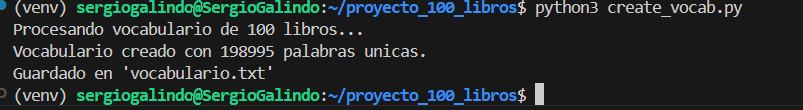 (venv) sergiogalindo@SergioGalindo:~/proyecto_100_libros$ python3 create_vocab.py
Procesando vocabulario de 100 libros...
Vocabulario creado con 198995 palabras unicas.
Guardado en 'vocabulario.txt'
(venv) sergiogalindo@SergioGalindo:~/proyecto_100_libros$